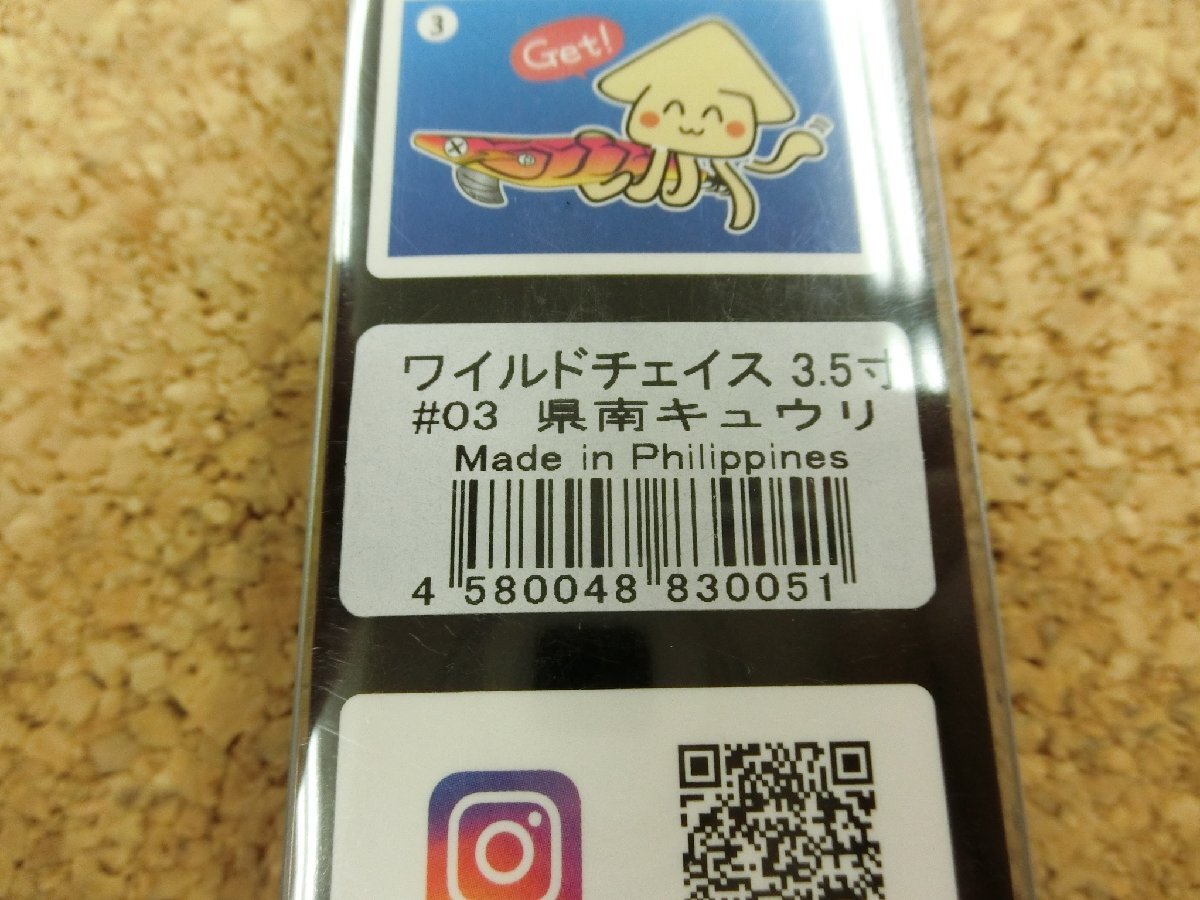 3
Get!
ワイルドチェイス 3.5寸
#03 県南キュウリ
Made in Philippines
4 580048 830051